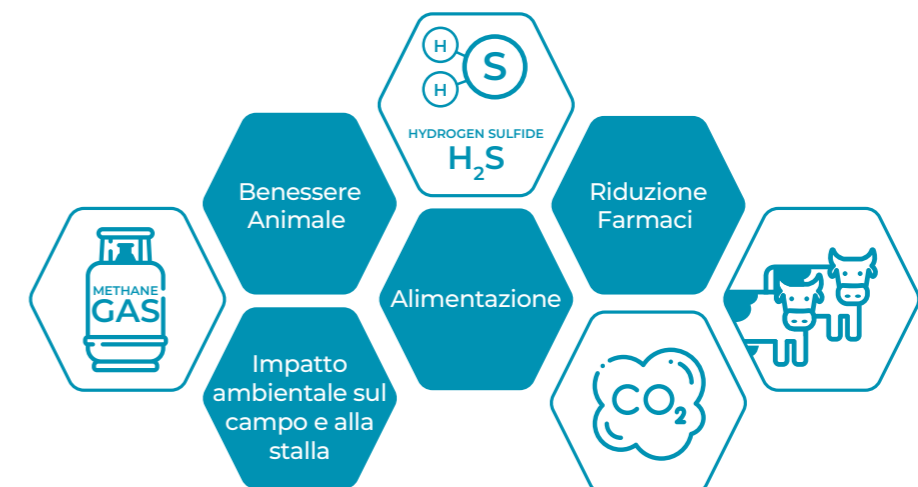 H
S
H
HYDROGEN SULFIDE
H₂S
Benessere
Animale
Riduzione
Farmaci
METHANE
GAS
Alimentazione
Impatto
ambientale sul
campo e alla
stalla
CO₂